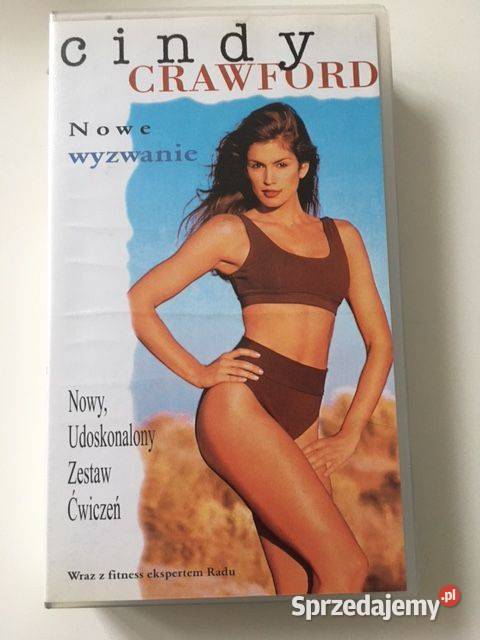 cindy
CRAWFORD
Nowe
wyzwanie
Nowy,
Udoskonalony
Zestaw
Ćwiczeń
Wraz z fitness ekspertem Radu
Sprzedajemy.pl